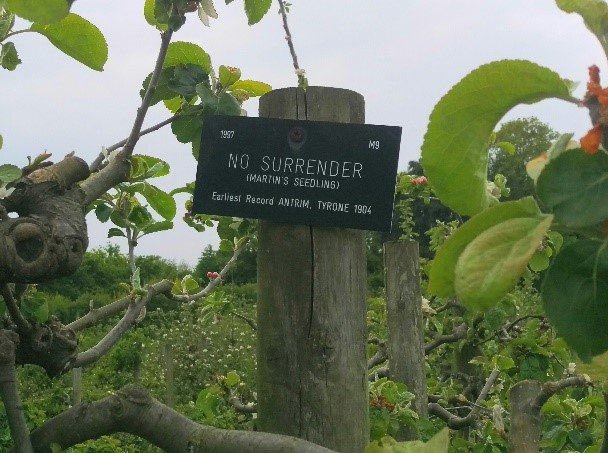 1997 M9
NO SURRENDER
(MARTIN'S SEEDLING)
Earliest Record ANTRIM, TYRONE 1904